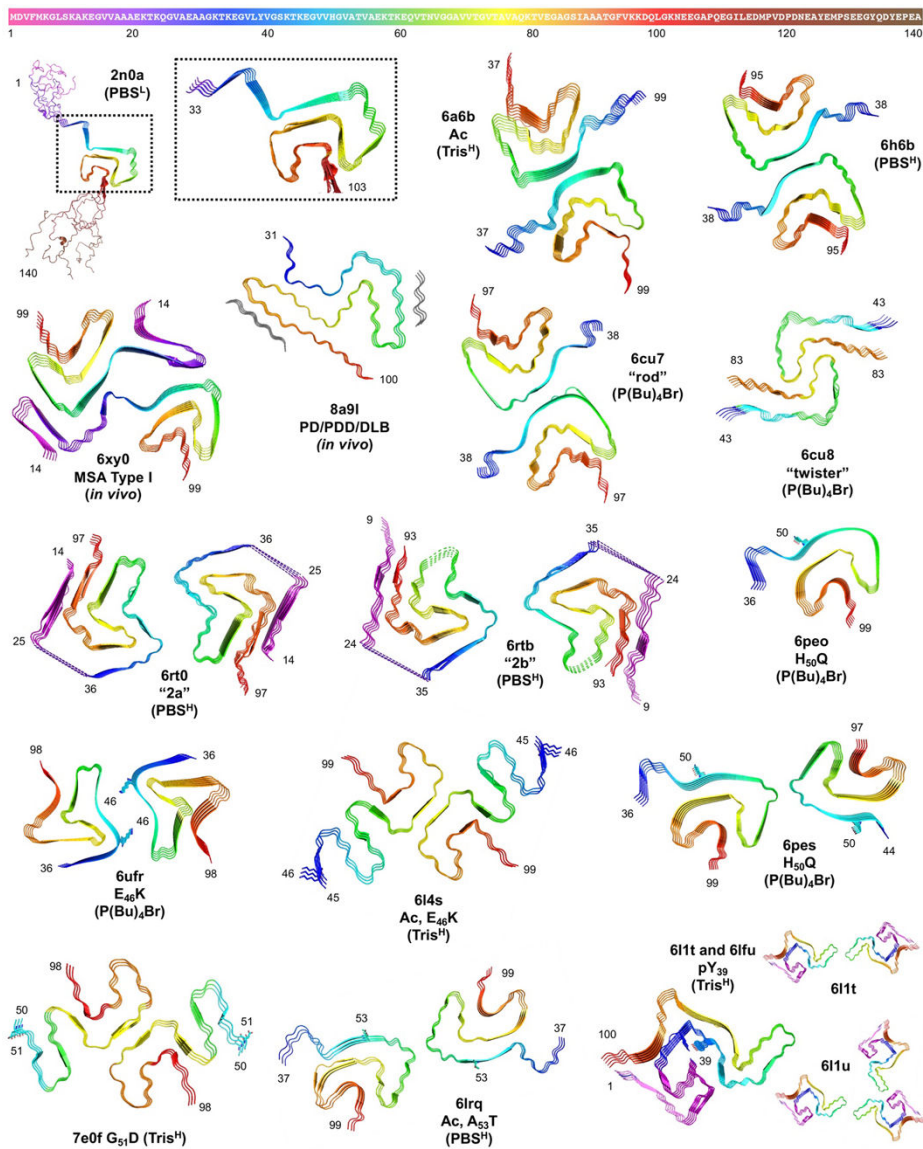 MDVFMKGLSKAKEGVVAAAEKTKQGVAEAAGKTKEGVLYVGSKTKEGVVHGVATVAEKTKEQVTNVGGAVVTGVTAVAQKTVEGAGSIAAATGFVKKDQLGKNEEGAPQEGILEDMPVDPDNEAYEMPSEEGYQDYEPEA
1 20 40 60 80 100 120 140
1
2n0a
(PBS^L)
140
33
103
37
6a6b
Ac
(Tris^H)
99
37
99
95
38
6h6b
(PBS^H)
38
95
99
14
14
99
6xy0
MSA Type I
(in vivo)
31
100
8a9l
PD/PDD/DLB
(in vivo)
97
38
6cu7
"rod"
(P(Bu)4Br)
38
97
43
83
83
43
6cu8
"twister"
(P(Bu)4Br)
14
97
25
36
36
25
14
97
6rt0
"2a"
(PBS^H)
9
93
24
35
35
24
93
9
6rtb
"2b"
(PBS^H)
50
36
99
6peo
H50Q
(P(Bu)4Br)
98
36
46
46
36
98
6ufr
E46K
(P(Bu)4Br)
99
45
46
46
45
99
6l4s
Ac, E46K
(Tris^H)
50
97
36
99
50
44
6pes
H50Q
(P(Bu)4Br)
98
50
51
51
50
98
7e0f G51D (Tris^H)
99
53
37
37
53
99
6lrq
Ac, A53T
(PBS^H)
6l1t and 6lfu
pY39
(Tris^H)
100
1
39
6l1t
6l1u